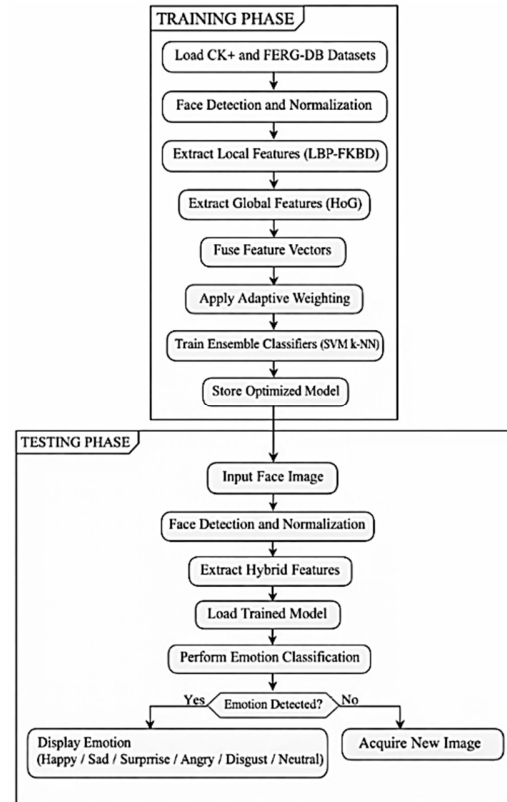 TRAINING PHASE
Load CK+ and FERG-DB Datasets
Face Detection and Normalization
Extract Local Features (LBP-FKBD)
Extract Global Features (HoG)
Fuse Feature Vectors
Apply Adaptive Weighting
Train Ensemble Classifiers (SVM k-NN)
Store Optimized Model
TESTING PHASE
Input Face Image
Face Detection and Normalization
Extract Hybrid Features
Load Trained Model
Perform Emotion Classification
Yes
Emotion Detected?
No
Display Emotion
(Happy / Sad / Surprrise / Angry / Disgust / Neutral)
Acquire New Image